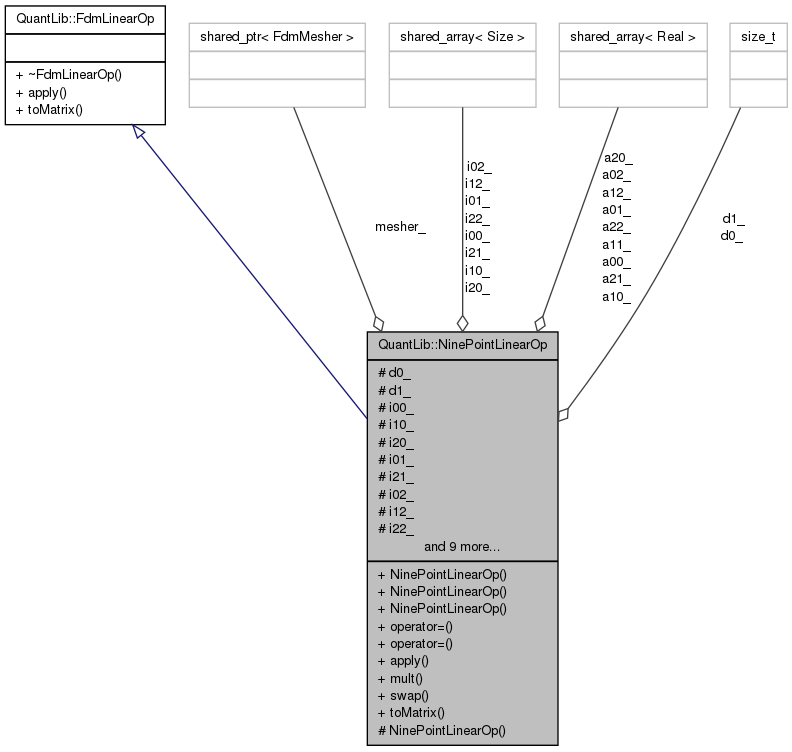 QuantLib::FdmLinearOp
+ ~FdmLinearOp()
+ apply()
+ toMatrix()
shared_ptr< FdmMesher >
shared_array< Size >
shared_array< Real >
size_t
mesher_
i02_
i12_
i01_
i22_
i00_
i21_
i10_
i20_
a20_
a02_
a12_
a01_
a22_
a11_
a00_
a21_
a10_
d1_
d0_
QuantLib::NinePointLinearOp
# d0_
# d1_
# i00_
# i10_
# i20_
# i01_
# i21_
# i02_
# i12_
# i22_
and 9 more...
+ NinePointLinearOp()
+ NinePointLinearOp()
+ NinePointLinearOp()
+ operator=()
+ operator=()
+ apply()
+ mult()
+ swap()
+ toMatrix()
# NinePointLinearOp()